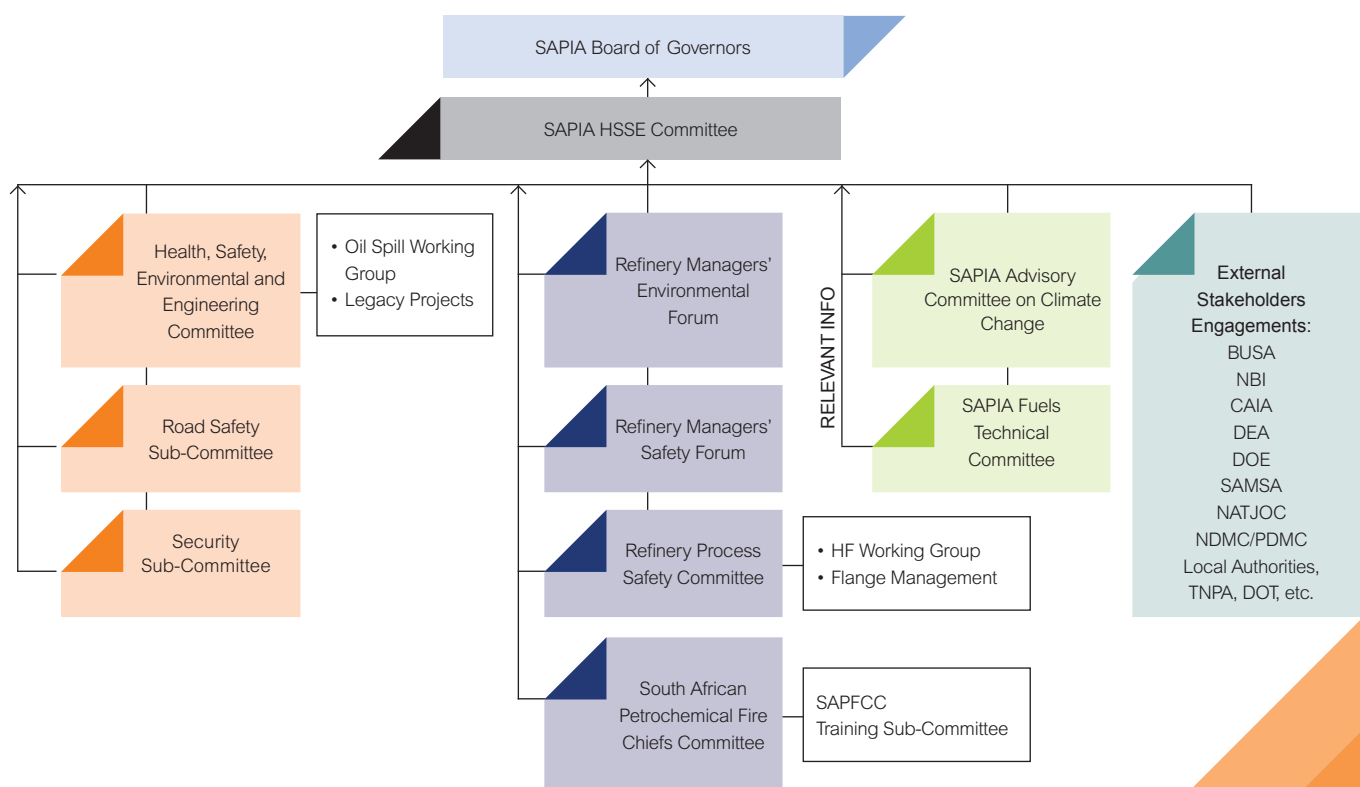 SAPIA Board of Governors
SAPIA HSSE Committee
Health, Safety,
Environmental and
Engineering
Committee
• Oil Spill Working
Group
• Legacy Projects
Road Safety
Sub-Committee
Security
Sub-Committee
Refinery Managers'
Environmental
Forum
Refinery Managers'
Safety Forum
Refinery Process
Safety Committee
• HF Working Group
• Flange Management
South African
Petrochemical Fire
Chiefs Committee
SAPFCC
Training Sub-Committee
RELEVANT INFO
SAPIA Advisory
Committee on Climate
Change
SAPIA Fuels
Technical
Committee
External
Stakeholders
Engagements:
BUSA
NBI
CAIA
DEA
DOE
SAMSA
NATJOC
NDMC/PDMC
Local Authorities,
TNPA, DOT, etc.